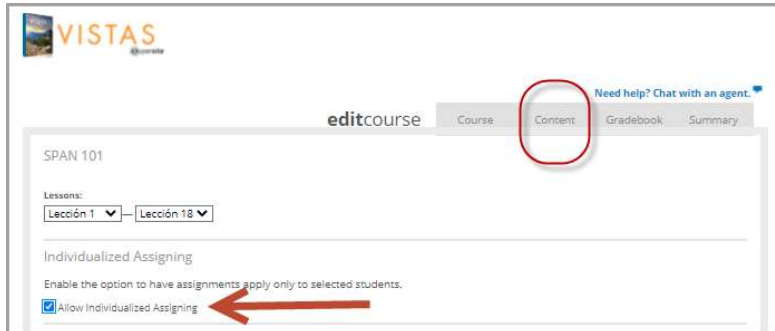 VISTAS
Supersite
Need help? Chat with an agent.
editcourse Course Content Gradebook Summary
SPAN 101
Lessons:
Lección 1 — Lección 18
Individualized Assigning
Enable the option to have assignments apply only to selected students.
Allow Individualized Assigning